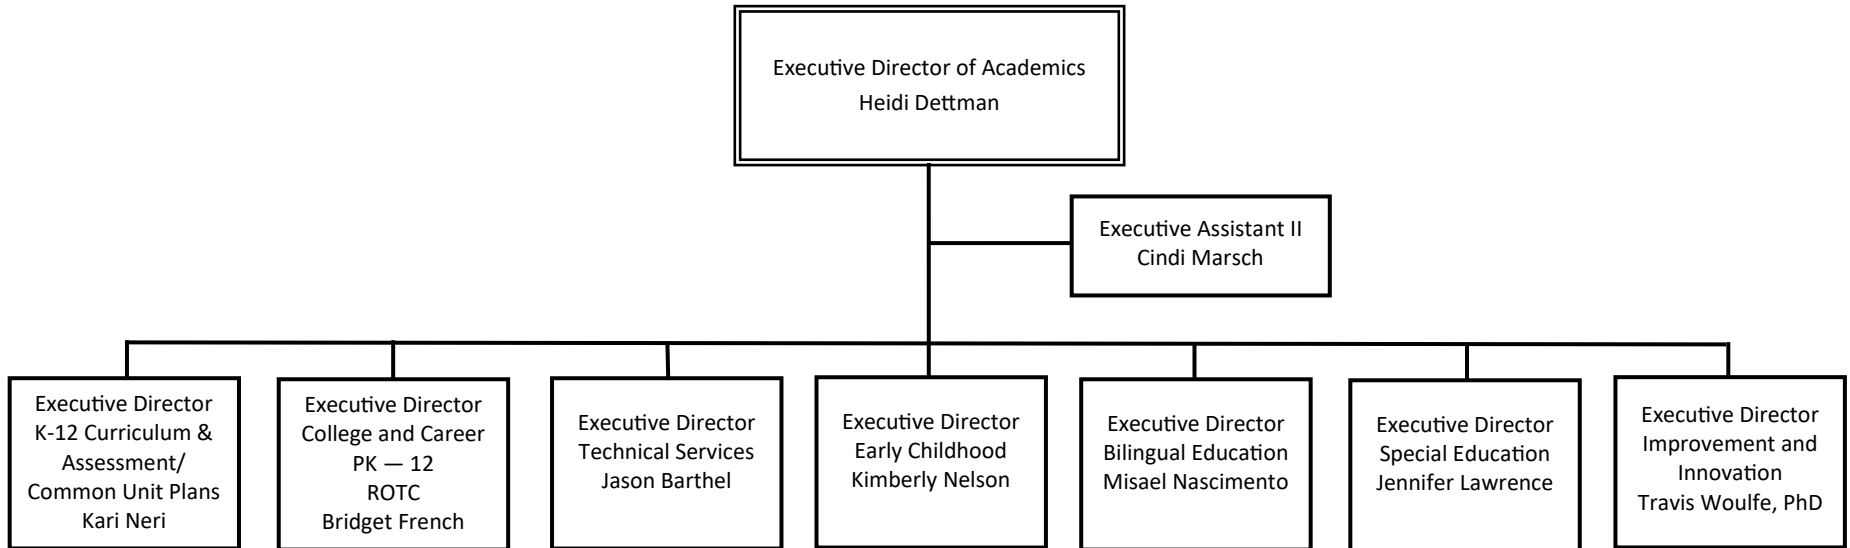 Executive Director of Academics
Heidi Dettman
Executive Assistant II
Cindi Marsch
Executive Director
K-12 Curriculum &
Assessment/
Common Unit Plans
Kari Neri
Executive Director
College and Career
PK — 12
ROTC
Bridget French
Executive Director
Technical Services
Jason Barthel
Executive Director
Early Childhood
Kimberly Nelson
Executive Director
Bilingual Education
Misael Nascimento
Executive Director
Special Education
Jennifer Lawrence
Executive Director
Improvement and
Innovation
Travis Woulfe, PhD